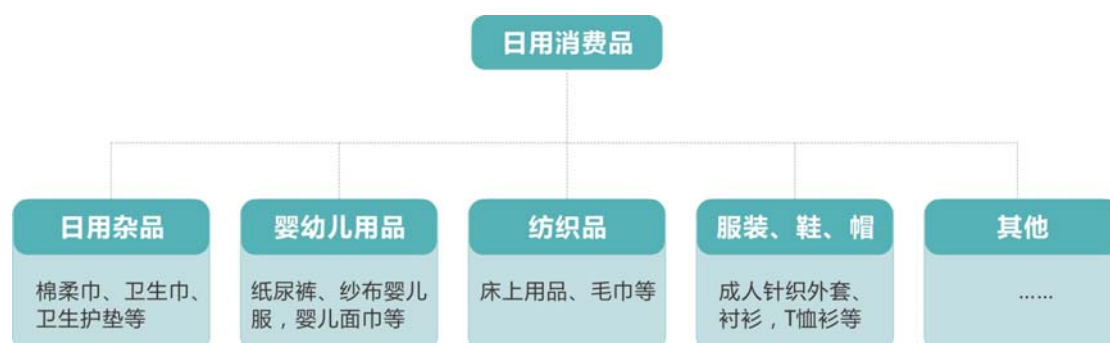 日用消费品
日用杂品
棉柔巾、卫生巾、
卫生护垫等
婴幼儿用品
纸尿裤、纱布婴儿
服，婴儿面巾等
纺织品
床上用品、毛巾等
服装、鞋、帽
成人针织外套、
衬衫，T恤衫等
其他
......